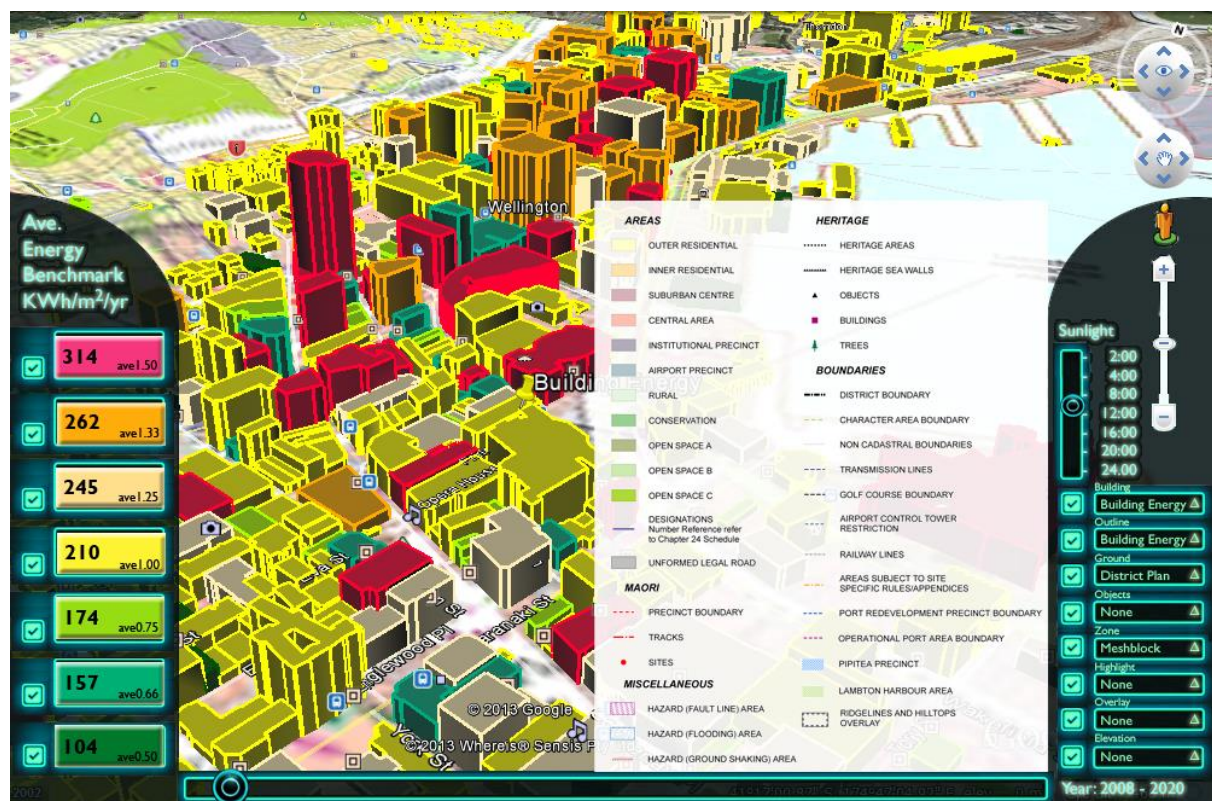 Thorndon
N
Wellington
Ave.
Energy
Benchmark
KWh/m²/yr
314 ave1.50
262 ave1.33
245 ave1.25
210 ave1.00
174 ave0.75
157 ave0.66
104 ave0.50
2002
Opera House
© 2013 Google
York St
AREAS
OUTER RESIDENTIAL
INNER RESIDENTIAL
SUBURBAN CENTRE
CENTRAL AREA
INSTITUTIONAL PRECINCT
AIRPORT PRECINCT
RURAL
Building Energy
CONSERVATION
OPEN SPACE A
OPEN SPACE B
OPEN SPACE C
DESIGNATIONS
Number Reference refer
to Chapter 24 Schedule
UNFORMED LEGAL ROAD
MAORI
PRECINCT BOUNDARY
TRACKS
SITES
MISCELLANEOUS
HAZARD (FAULT LINE) AREA
HAZARD (FLOODING) AREA
HAZARD (GROUND SHAKING) AREA
HERITAGE
HERITAGE AREAS
HERITAGE SEA WALLS
OBJECTS
BUILDINGS
TREES
BOUNDARIES
DISTRICT BOUNDARY
CHARACTER AREA BOUNDARY
NON CADASTRAL BOUNDARIES
TRANSMISSION LINES
GOLF COURSE BOUNDARY
AIRPORT CONTROL TOWER
RESTRICTION
RAILWAY LINES
AREAS SUBJECT TO SITE
SPECIFIC RULES/APPENDICES
PORT REDEVELOPMENT PRECINCT BOUNDARY
OPERATIONAL PORT AREA BOUNDARY
PIPITEA PRECINCT
LAMBTON HARBOUR AREA
RIDGELINES AND HILLTOPS
OVERLAY
Sunlight
2:00
4:00
8:00
12:00
16:00
20:00
24.00
Building
Building Energy
Outline
Building Energy
Ground
District Plan
Objects
None
Zone
Meshblock
Highlight
None
Overlay
None
Elevation
None
Year: 2008 - 2020